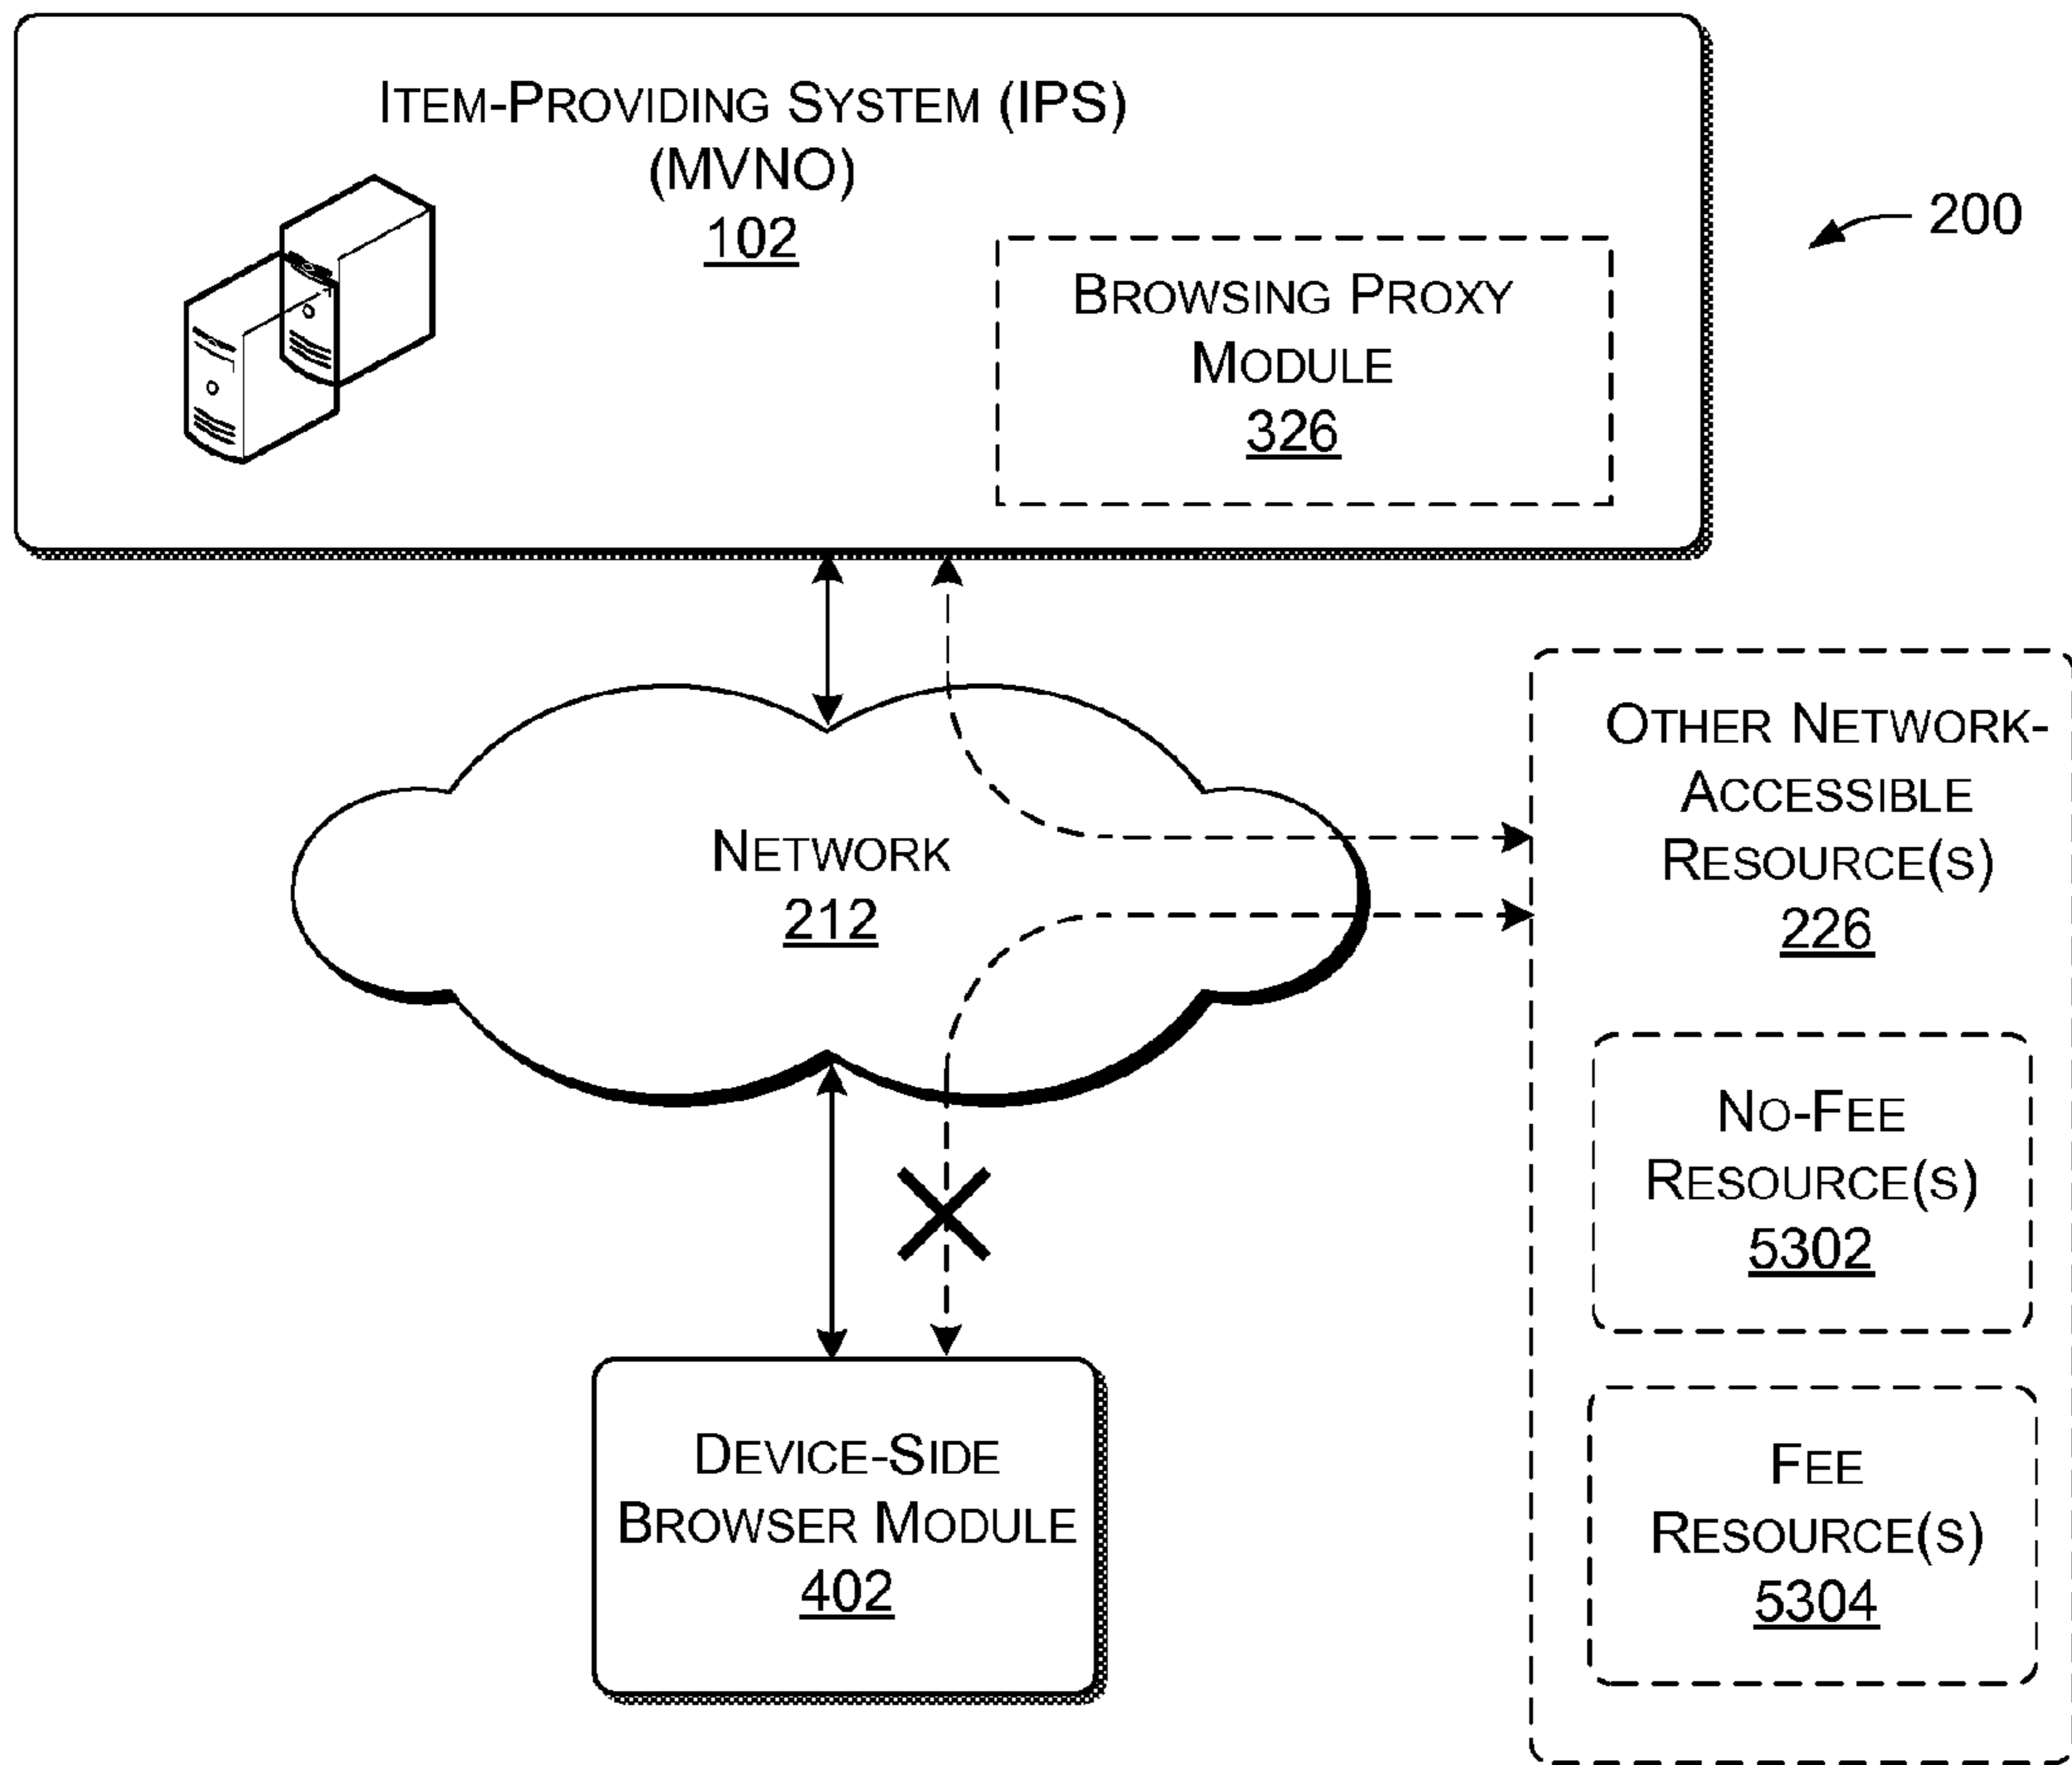 ITEM-PROVIDING SYSTEM (IPS)
(MVNO)
102
BROWSING PROXY
MODULE
326
200
OTHER NETWORK-
ACCESSIBLE
RESOURCE(S)
226
NETWORK
212
NO-FEE
RESOURCE(S)
5302
FEE
RESOURCE(S)
5304
DEVICE-SIDE
BROWSER MODULE
402